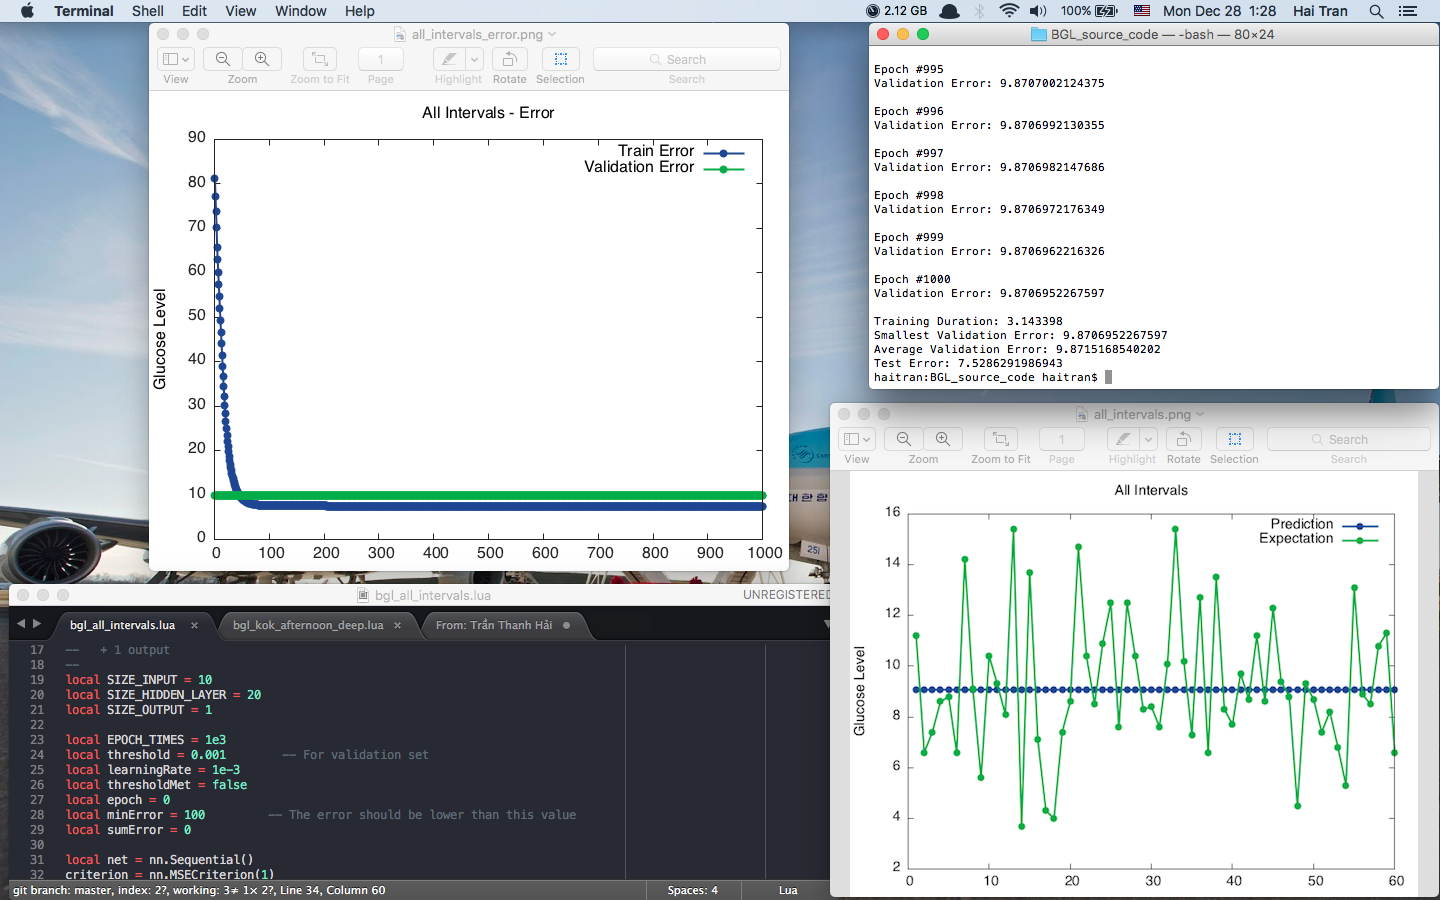 Terminal Shell Edit View Window Help
2.12 GB 100% Mon Dec 28 1:28 Hai Tran
all_intervals_error.png
View Zoom Zoom to Fit Page Highlight Rotate Selection Search
1
Search
All Intervals - Error
Train Error
Validation Error
Glucose Level
90
80
70
60
50
40
30
20
10
0
0 100 200 300 400 500 600 700 800 900 1000
BGL_source_code — -bash — 80×24
Epoch #995
Validation Error: 9.8707002124375
Epoch #996
Validation Error: 9.8706992130355
Epoch #997
Validation Error: 9.8706982147686
Epoch #998
Validation Error: 9.8706972176349
Epoch #999
Validation Error: 9.8706962216326
Epoch #1000
Validation Error: 9.8706952267597
Training Duration: 3.143398
Smallest Validation Error: 9.8706952267597
Average Validation Error: 9.8715168540202
Test Error: 7.5286291986943
haitran:BGL_source_code haitran$
대한항
251
bgl_all_intervals.lua UNREGISTERED
bgl_all_intervals.lua × bgl_kok_afternoon_deep.lua × From: Trần Thanh Hải
17 -- + 1 output
18 --
19 local SIZE_INPUT = 10
20 local SIZE_HIDDEN_LAYER = 20
21 local SIZE_OUTPUT = 1
22
23 local EPOCH_TIMES = 1e3
24 local threshold = 0.001 -- For validation set
25 local learningRate = 1e-3
26 local thresholdMet = false
27 local epoch = 0
28 local minError = 100 -- The error should be lower than this value
29 local sumError = 0
30
31 local net = nn.Sequential()
32 criterion = nn.MSECriterion(1)
git branch: master, index: 2?, working: 3≠ 1× 2?, Line 34, Column 60 Spaces: 4 Lua
all_intervals.png
1
Search
View Zoom Zoom to Fit Page Highlight Rotate Selection Search
All Intervals
Prediction
Expectation
Glucose Level
16
14
12
10
8
6
4
2
0 10 20 30 40 50 60